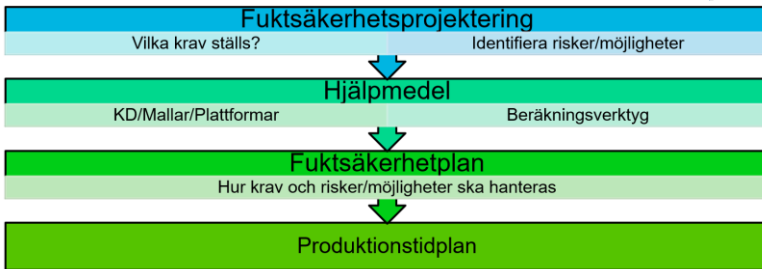 Fuktsäkerhetsprojektering
Vilka krav ställs? Identifiera risker/möjligheter
Hjälpmedel
KD/Mallar/Plattformar Beräkningsverktyg
Fuktsäkerhetplan
Hur krav och risker/möjligheter ska hanteras
Produktionstidplan